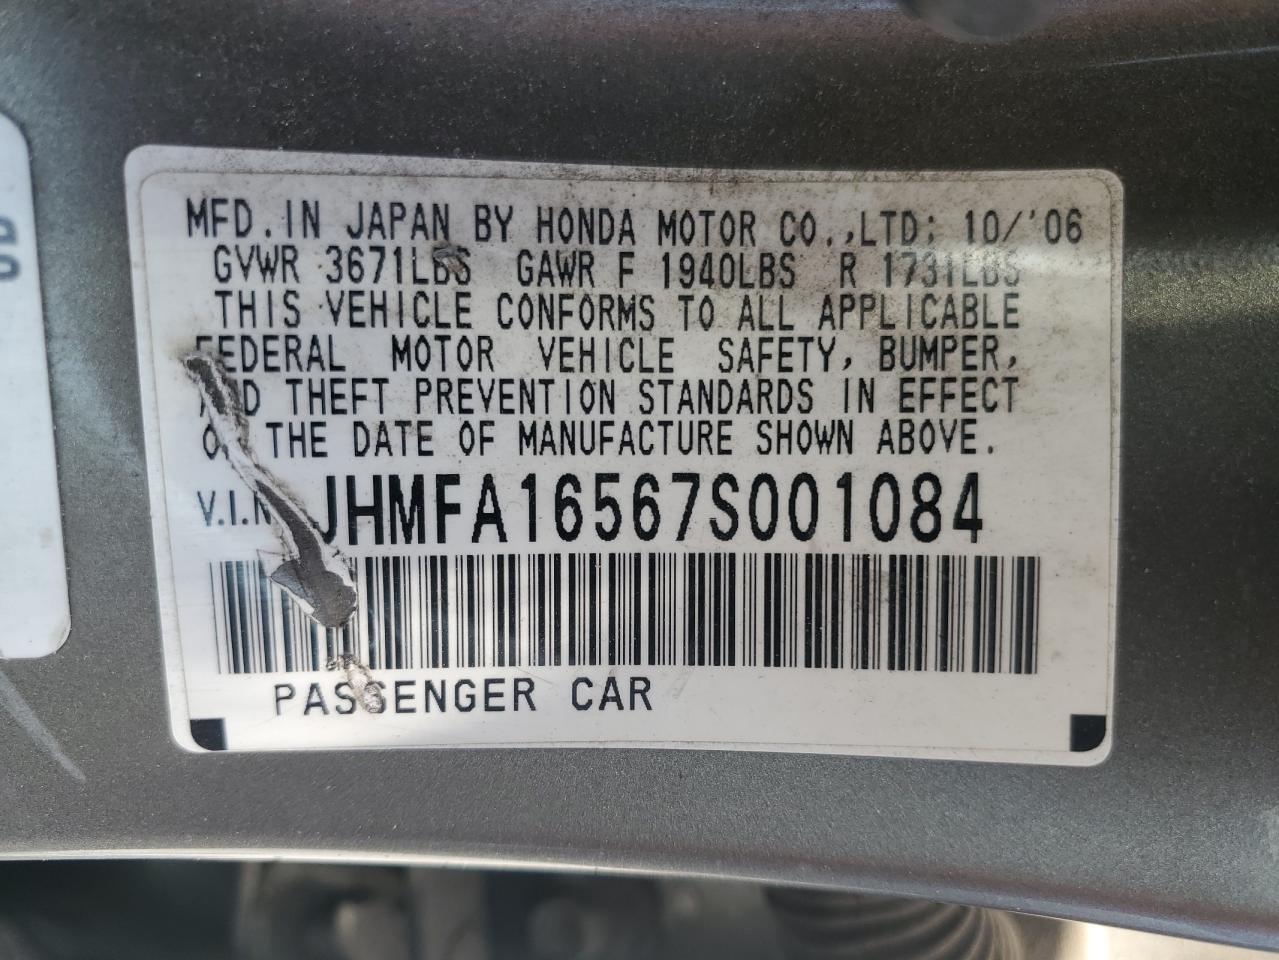 MFD. IN JAPAN BY HONDA MOTOR CO.,LTD; 10/'06
GVWR 3671LBS GAWR F 1940LBS R 1731LBS
THIS VEHICLE CONFORMS TO ALL APPLICABLE
FEDERAL MOTOR VEHICLE SAFETY, BUMPER,
AND THEFT PREVENTION STANDARDS IN EFFECT
ON THE DATE OF MANUFACTURE SHOWN ABOVE.
V.I.N JHMFA16567S001084
PASSENGER CAR